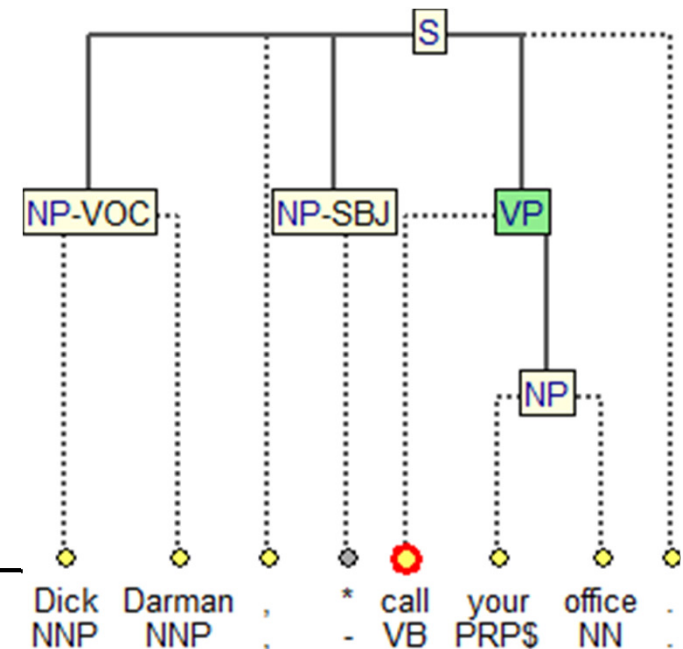 S
NP-VOC NP-SBJ VP
NP
Dick Darman , * call your office .
NNP NNP , - VB PRP$ NN .